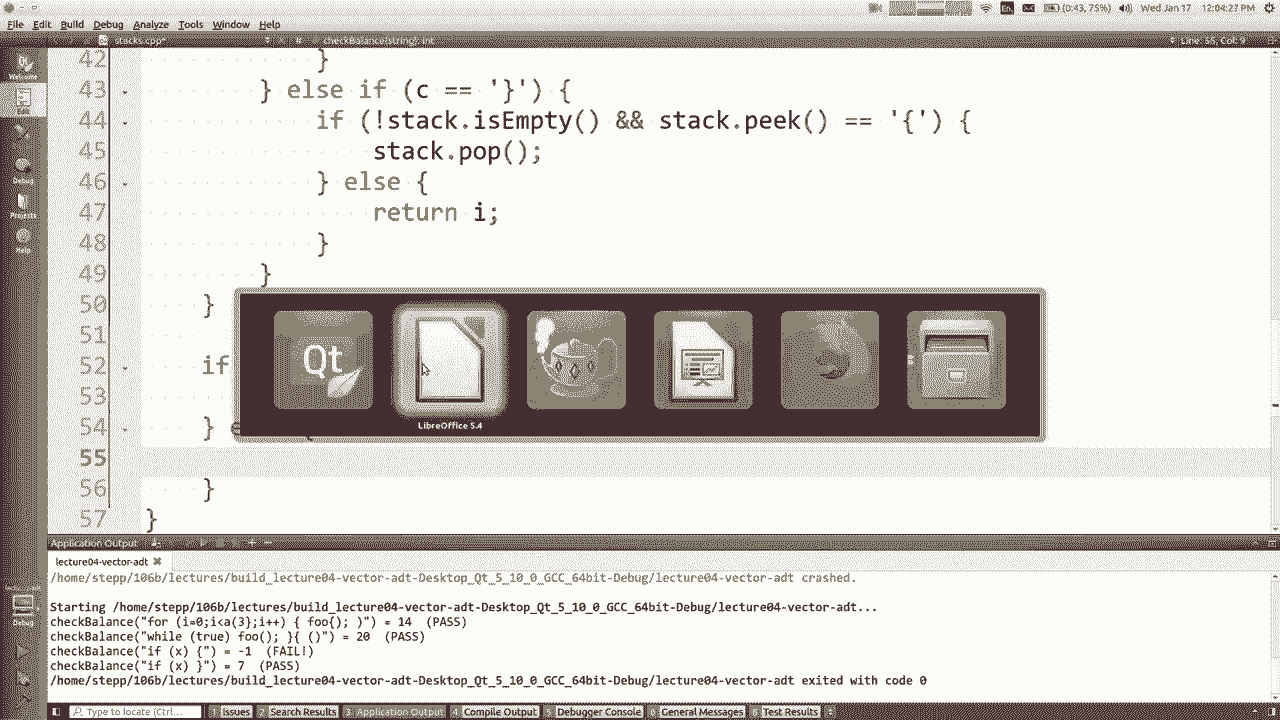 File Edit Build Debug Analyze Tools Window Help
(0:43, 75%) Wed Jan 17 12:04:27 PM
stacks.cpp* # checkBalance(string): int Line: 55, Col: 9
Welcome
Edit
Debug
Projects
Help
Debug
42 }
43 } else if (c == '}') {
44 if (!stack.isEmpty() && stack.peek() == '{') {
45 stack.pop();
46 } else {
47 return i;
48 }
49 }
50 }
51
52 if
53
54 }
55
56 }
57 }
Qt
LibreOffice 5.4
Application Output
lecture04-vector-adt
/home/stepp/106b/lectures/build_lecture04-vector-adt-Desktop_Qt_5_10_0_GCC_64bit-Debug/lecture04-vector-adt crashed.
Starting /home/stepp/106b/lectures/build_lecture04-vector-adt-Desktop_Qt_5_10_0_GCC_64bit-Debug/lecture04-vector-adt...
checkBalance("for (i=0;i<a(3};i++) { foo{); )") = 14 (PASS)
checkBalance("while (true) foo(); }{ ()") = 20 (PASS)
checkBalance("if (x) {") = -1 (FAIL!)
checkBalance("if (x) }") = 7 (PASS)
/home/stepp/106b/lectures/build_lecture04-vector-adt-Desktop_Qt_5_10_0_GCC_64bit-Debug/lecture04-vector-adt exited with code 0
Type to locate (Ctrl... 1 Issues 2 Search Results 3 Application Output 4 Compile Output 5 Debugger Console 6 General Messages 8 Test Results